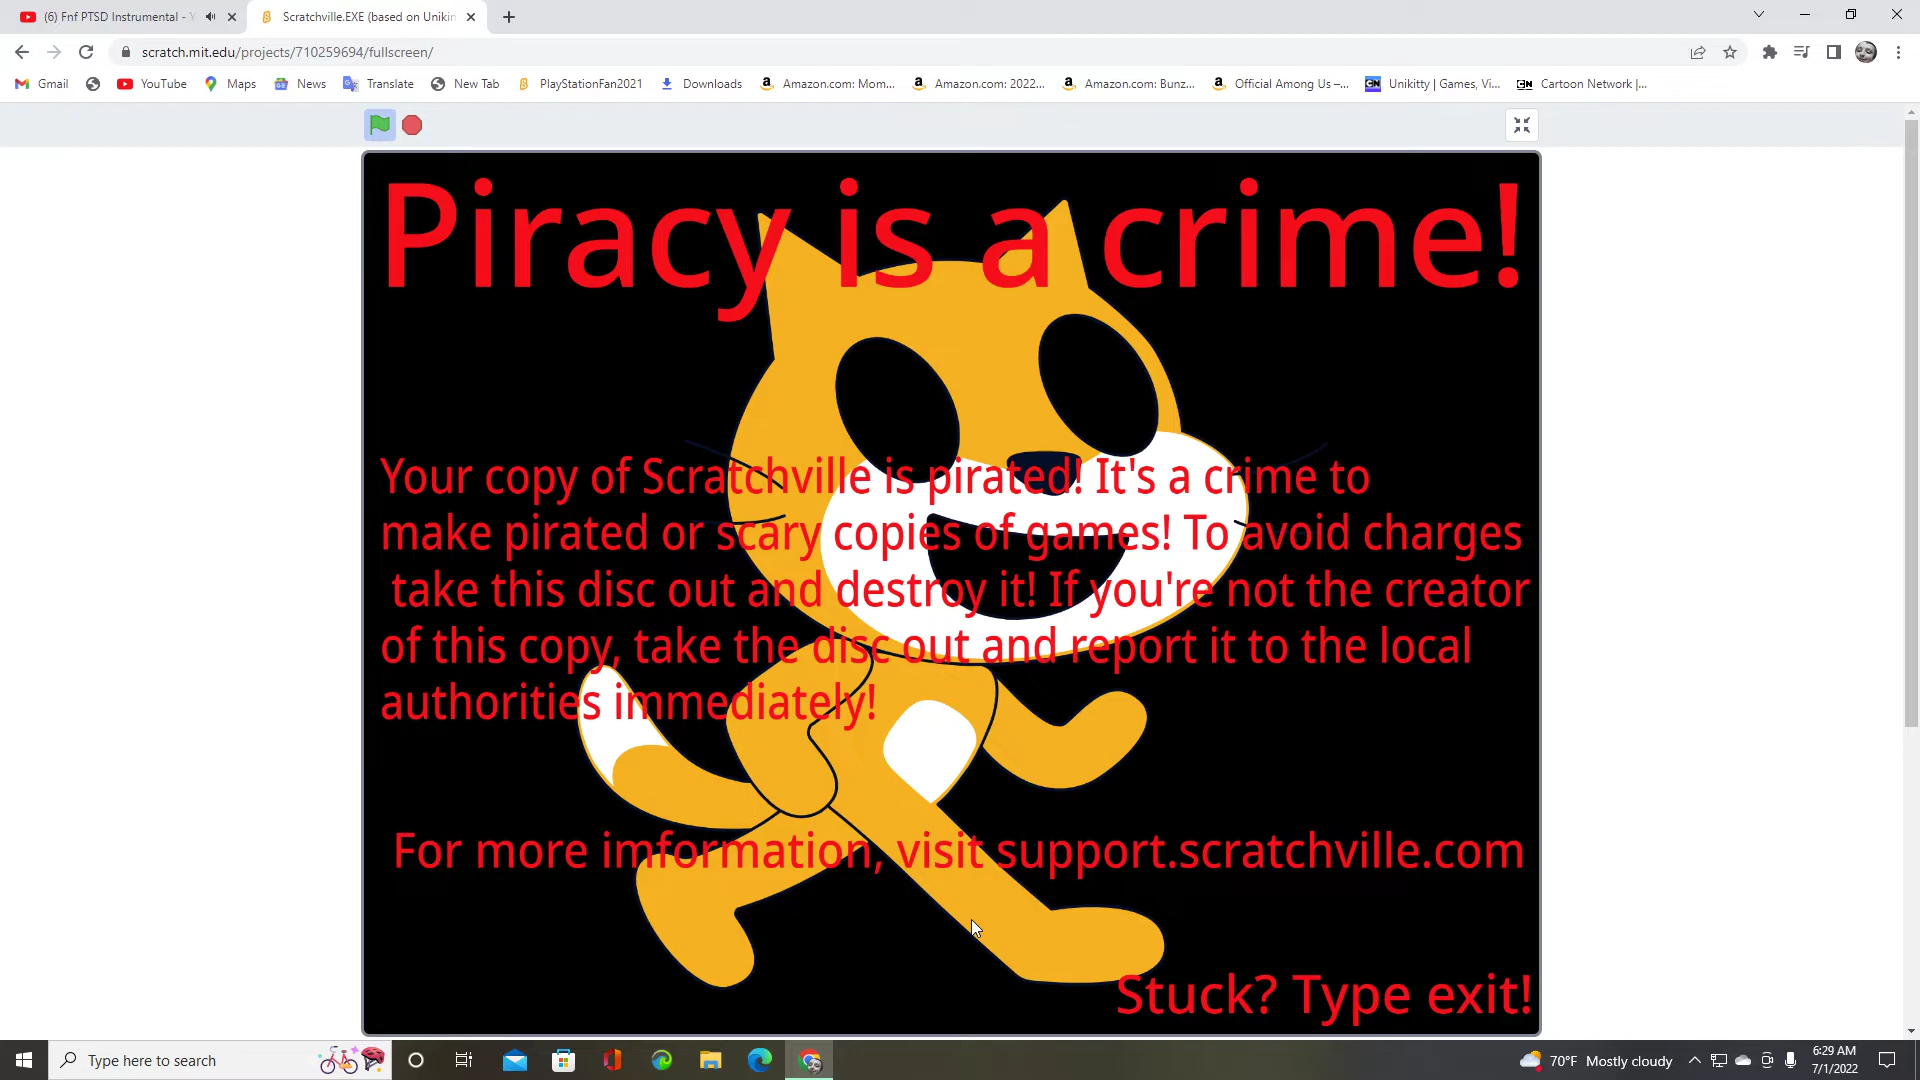 (6) Fnf PTSD Instrumental - Y
Scratchville.EXE (based on Unikin
scratch.mit.edu/projects/710259694/fullscreen/
Gmail
YouTube
Maps
News
Translate
New Tab
PlayStationFan2021
Downloads
Amazon.com: Mom...
Amazon.com: 2022...
Amazon.com: Bunz...
Official Among Us –...
Unikitty | Games, Vi...
Cartoon Network |...
Piracy is a crime!
Your copy of Scratchville is pirated! It's a crime to
make pirated or scary copies of games! To avoid charges
take this disc out and destroy it! If you're not the creator
of this copy, take the disc out and report it to the local
authorities immediately!
For more imformation, visit support.scratchville.com
Stuck? Type exit!
Type here to search
70°F Mostly cloudy
6:29 AM
7/1/2022